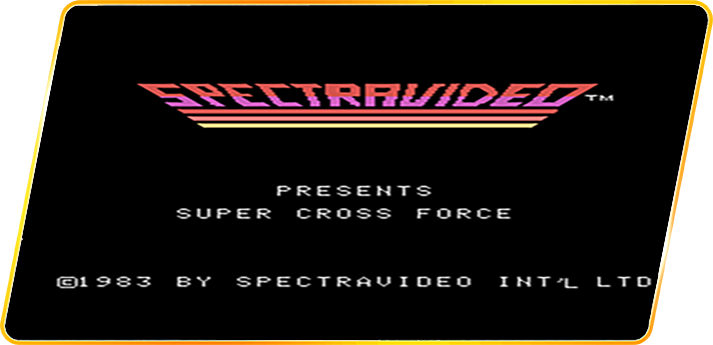 SPECTRAVIDEO™
PRESENTS
SUPER CROSS FORCE
©1983 BY SPECTRAVIDEO INT'L LTD